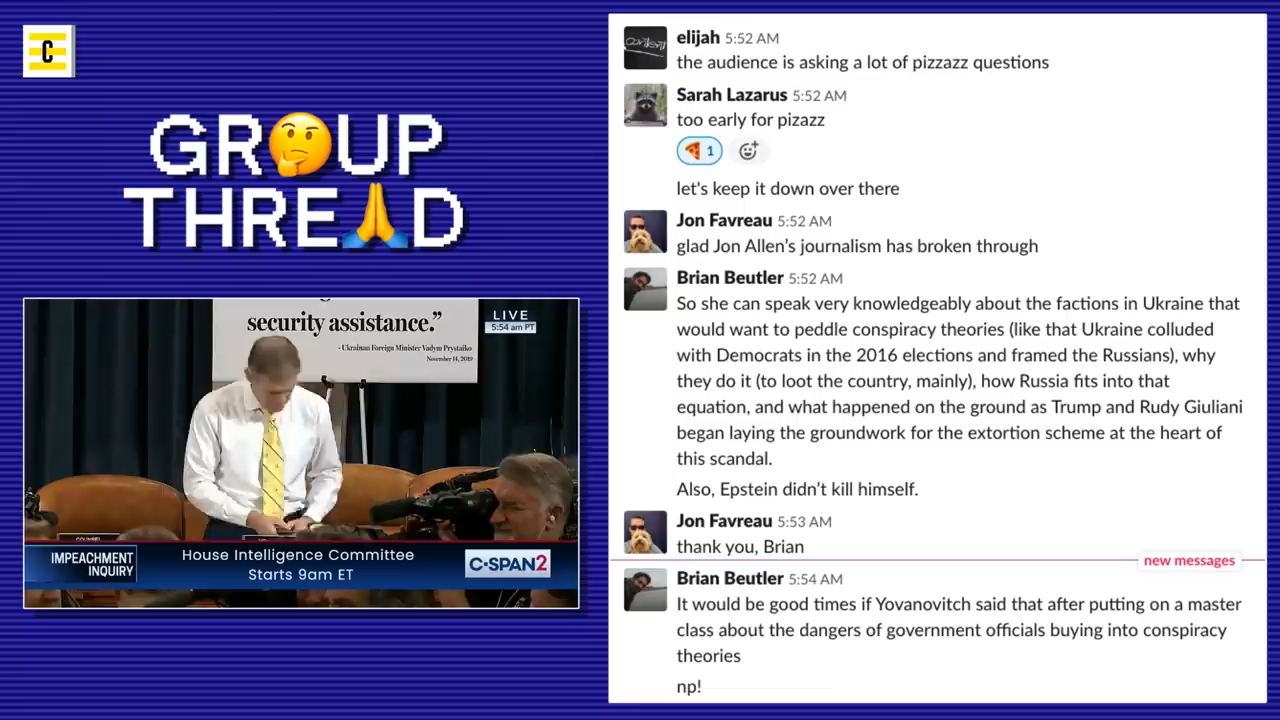 C
GR🤔UP
THRE🙏D
security assistance.”
- Ukrainian Foreign Minister Vadym Prystaiko
November 14, 2019
LIVE
5:54 am PT
COUNSEL
IMPEACHMENT
INQUIRY
House Intelligence Committee
Starts 9am ET
C-SPAN2
elijah 5:52 AM
the audience is asking a lot of pizzazz questions
Sarah Lazarus 5:52 AM
too early for pizazz
🍕 1
let's keep it down over there
Jon Favreau 5:52 AM
glad Jon Allen’s journalism has broken through
Brian Beutler 5:52 AM
So she can speak very knowledgeably about the factions in Ukraine that
would want to peddle conspiracy theories (like that Ukraine colluded
with Democrats in the 2016 elections and framed the Russians), why
they do it (to loot the country, mainly), how Russia fits into that
equation, and what happened on the ground as Trump and Rudy Giuliani
began laying the groundwork for the extortion scheme at the heart of
this scandal.
Also, Epstein didn’t kill himself.
Jon Favreau 5:53 AM
thank you, Brian
new messages
Brian Beutler 5:54 AM
It would be good times if Yovanovitch said that after putting on a master
class about the dangers of government officials buying into conspiracy
theories
np!